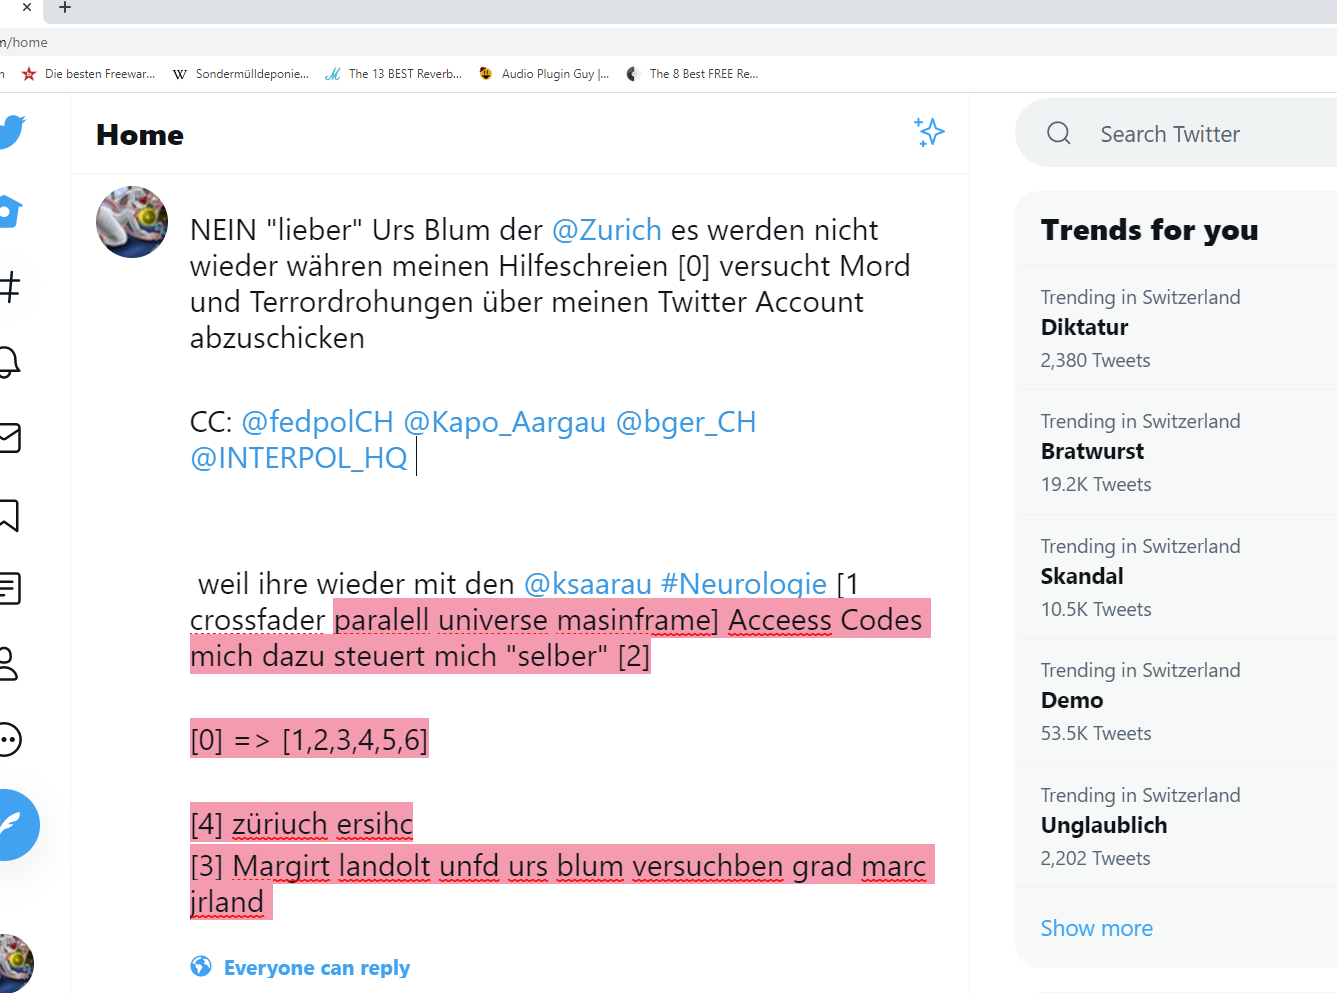 m/home
Die besten Freewar...
Sondermülldeponie...
The 13 BEST Reverb...
Audio Plugin Guy |...
The 8 Best FREE Re...
Home
NEIN "lieber" Urs Blum der @Zurich es werden nicht
wieder währen meinen Hilfeschreien [0] versucht Mord
und Terrordrohungen über meinen Twitter Account
abzuschicken
CC: @fedpolCH @Kapo_Aargau @bger_CH
@INTERPOL_HQ
weil ihre wieder mit den @ksaarau #Neurologie [1
crossfader paralell universe masinframe] Acceess Codes
mich dazu steuert mich "selber" [2]
[0] => [1,2,3,4,5,6]
[4] züriuch ersihc
[3] Margirt landolt unfd urs blum versuchben grad marc
jrland
Everyone can reply
Search Twitter
Trends for you
Trending in Switzerland
Diktatur
2,380 Tweets
Trending in Switzerland
Bratwurst
19.2K Tweets
Trending in Switzerland
Skandal
10.5K Tweets
Trending in Switzerland
Demo
53.5K Tweets
Trending in Switzerland
Unglaublich
2,202 Tweets
Show more